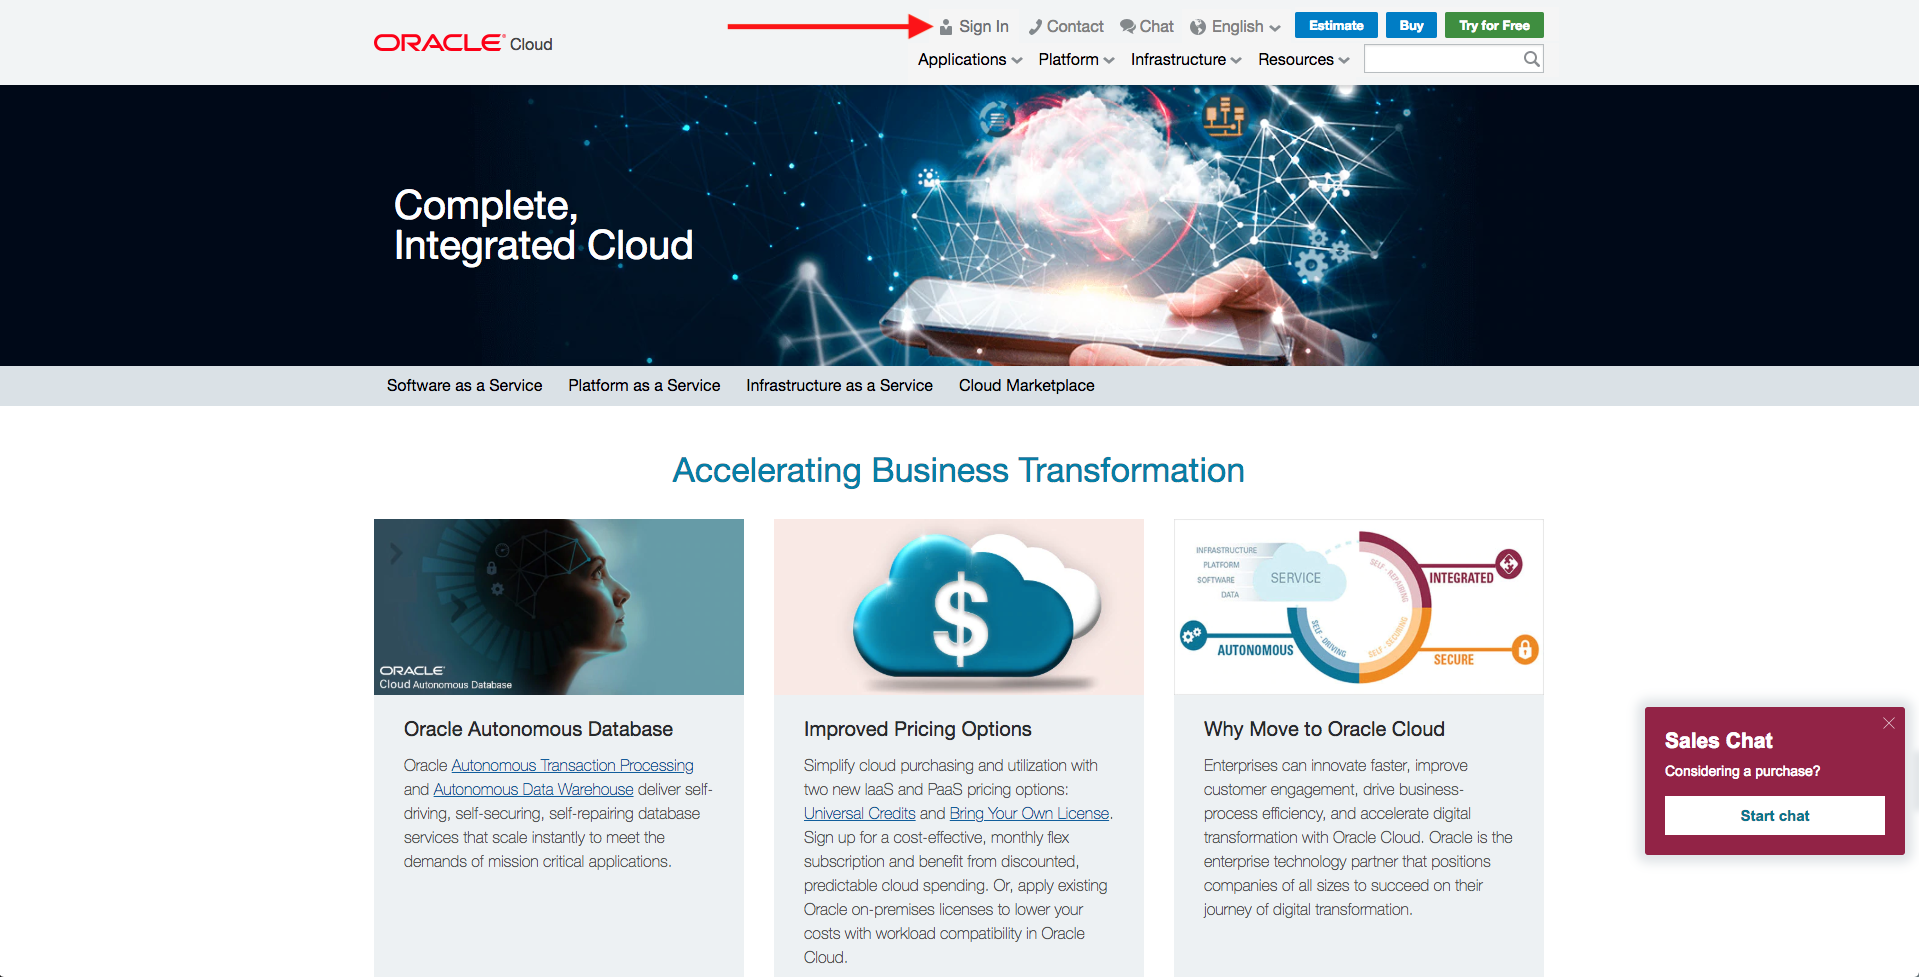 ORACLE Cloud
Sign In Contact Chat English Estimate Buy Try for Free
Applications Platform Infrastructure Resources
Complete,
Integrated Cloud
Software as a Service Platform as a Service Infrastructure as a Service Cloud Marketplace
Accelerating Business Transformation
ORACLE
Cloud Autonomous Database
Oracle Autonomous Database
Oracle Autonomous Transaction Processing
and Autonomous Data Warehouse deliver self-
driving, self-securing, self-repairing database
services that scale instantly to meet the
demands of mission critical applications.
$
Improved Pricing Options
Simplify cloud purchasing and utilization with
two new IaaS and PaaS pricing options:
Universal Credits and Bring Your Own License.
Sign up for a cost-effective, monthly flex
subscription and benefit from discounted,
predictable cloud spending. Or, apply existing
Oracle on-premises licenses to lower your
costs with workload compatibility in Oracle
Cloud.
INFRASTRUCTURE
PLATFORM
SOFTWARE
DATA
SERVICE
SELF - REPAIRING
INTEGRATED
SELF - DRIVING
SELF - SECURING
AUTONOMOUS
SECURE
Why Move to Oracle Cloud
Enterprises can innovate faster, improve
customer engagement, drive business-
process efficiency, and accelerate digital
transformation with Oracle Cloud. Oracle is the
enterprise technology partner that positions
companies of all sizes to succeed on their
journey of digital transformation.
Sales Chat
Considering a purchase?
Start chat